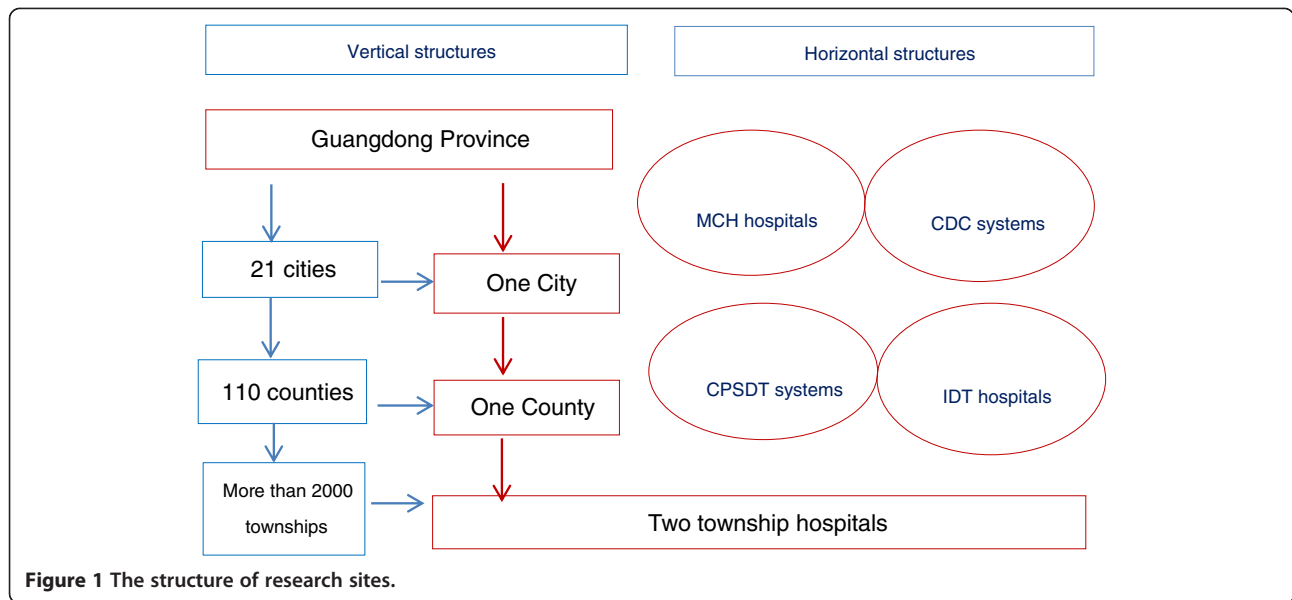 Vertical structures
Horizontal structures
Guangdong Province
MCH hospitals
CDC systems
21 cities
One City
CPSDT systems
IDT hospitals
110 counties
One County
More than 2000
townships
Two township hospitals
Figure 1 The structure of research sites.